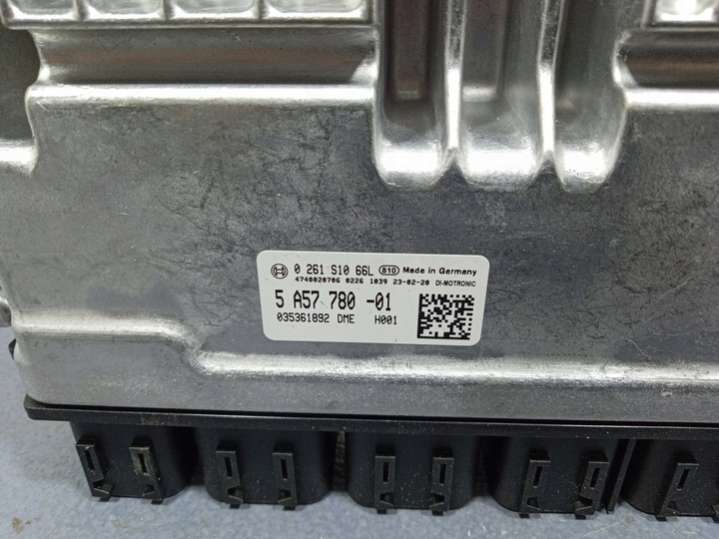 0 261 S10 66L 810 Made in Germany
4740020706 0226 1039 23-02-20 DI-MOTRONIC
5 A57 780 -01
035361892 DME H001